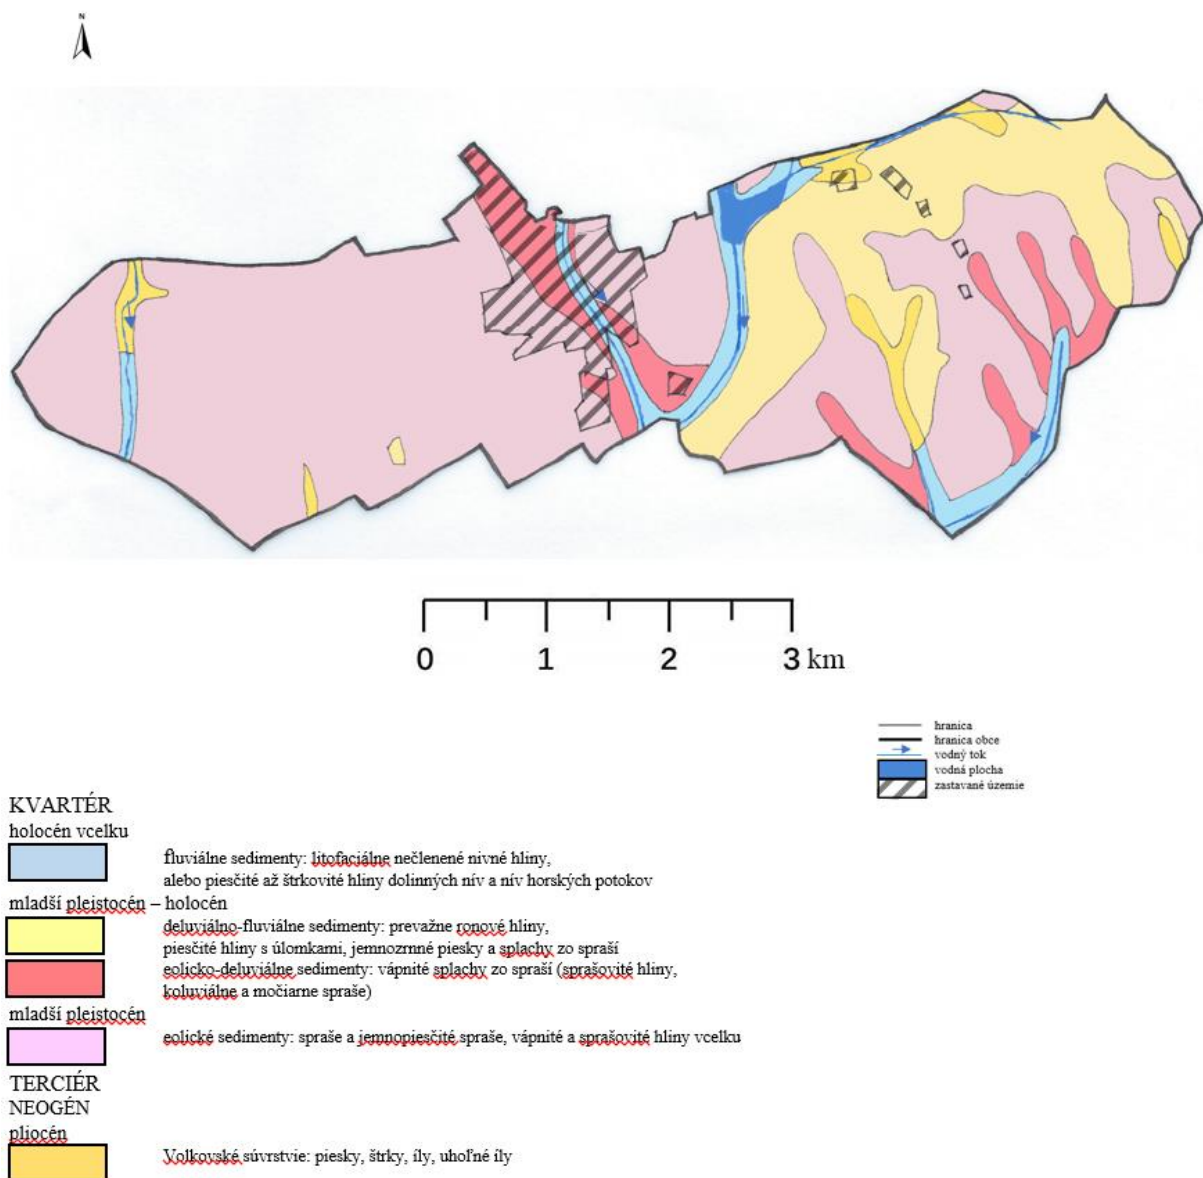 N
0 1 2 3 km
hranica
hranica obce
vodný tok
vodná plocha
zastavané územie
KVARTÉR
holocén vcelku
fluviálne sedimenty: litofaciálne nečlenené nivné hliny,
alebo piesčité až štrkovité hliny dolinných nív a nív horských potokov
mladší pleistocén – holocén
deluviálno-fluviálne sedimenty: prevažne ronové hliny,
piesčité hliny s úlomkami, jemnozrnné piesky a splachy zo spraší
eolicko-deluviálne sedimenty: vápnité splachy zo spraší (sprašovité hliny,
koluviálne a močiarne spraše)
mladší pleistocén
eolické sedimenty: spraše a jemnopiesčité spraše, vápnité a sprašovité hliny vcelku
TERCIÉR
NEOGÉN
pliocén
Volkovské súvrstvie: piesky, štrky, íly, uhoľné íly